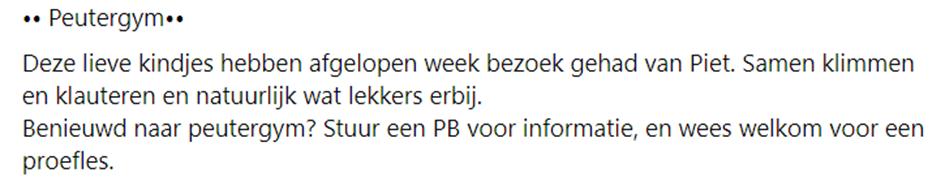 •• Peutergym••
Deze lieve kindjes hebben afgelopen week bezoek gehad van Piet. Samen klimmen
en klauteren en natuurlijk wat lekkers erbij.
Benieuwd naar peutergym? Stuur een PB voor informatie, en wees welkom voor een
proefles.